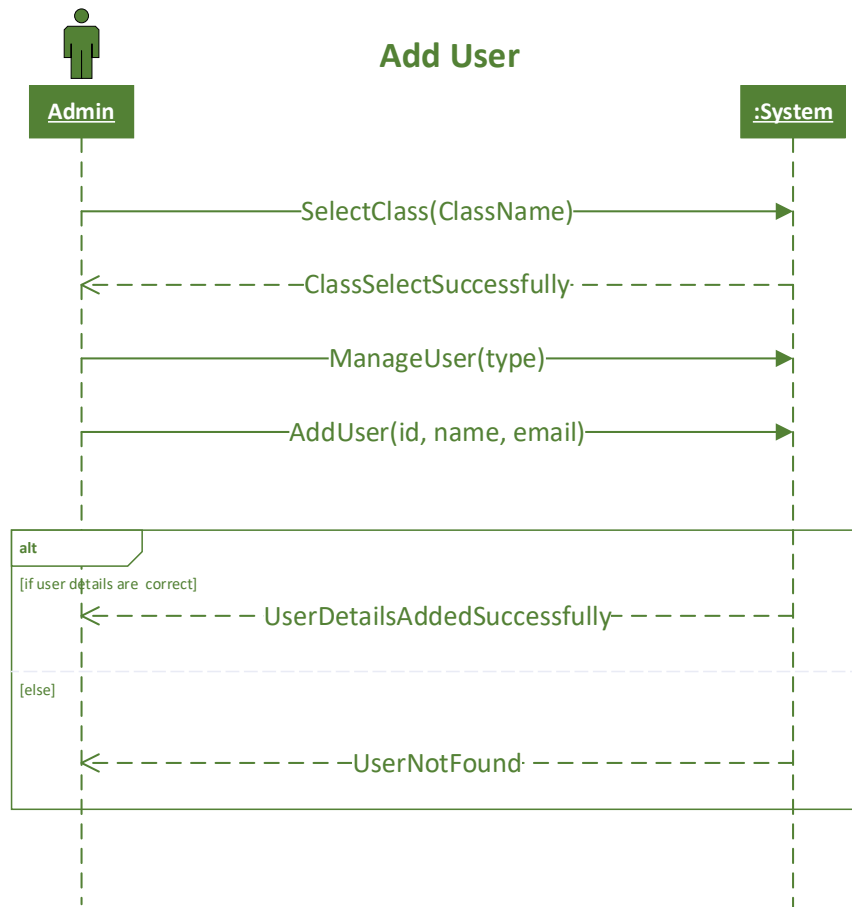 Add User
Admin
:System
SelectClass(ClassName)
ClassSelectSuccessfully
ManageUser(type)
AddUser(id, name, email)
alt
[if user details are correct]
UserDetailsAddedSuccessfully
[else]
UserNotFound